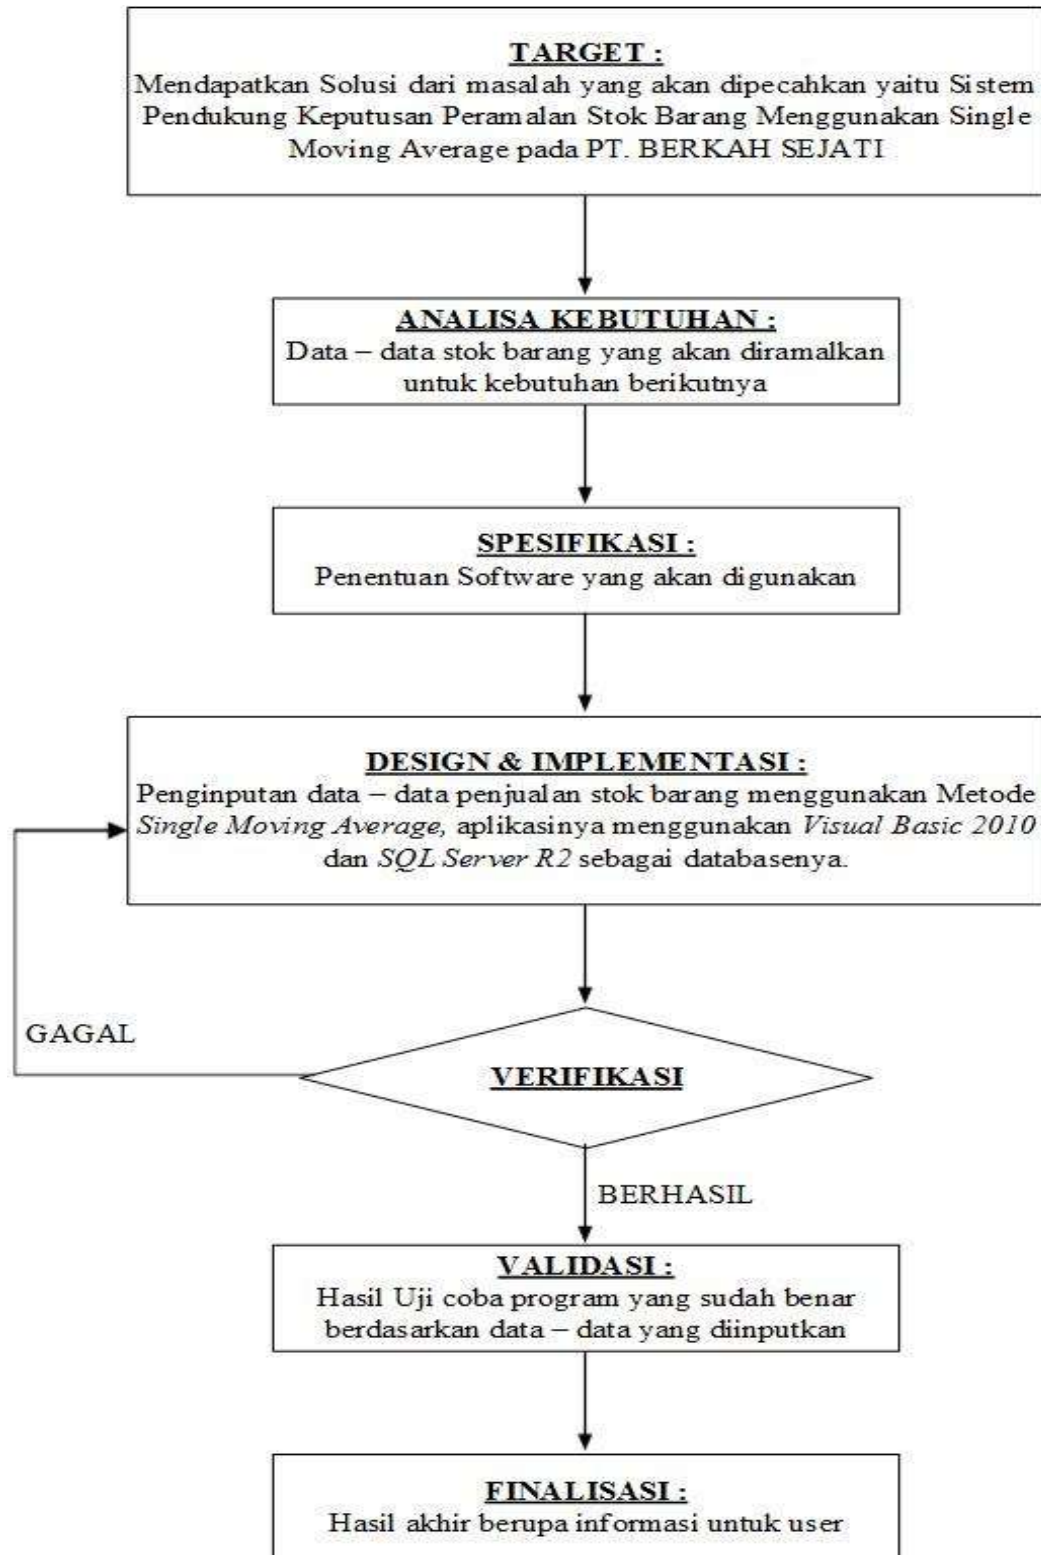 TARGET :
Mendapatkan Solusi dari masalah yang akan dipecahkan yaitu Sistem
Pendukung Keputusan Peramalan Stok Barang Menggunakan Single
Moving Average pada PT. BERKAH SEJATI
ANALISA KEBUTUHAN :
Data – data stok barang yang akan diramalkan
untuk kebutuhan berikutnya
SPESIFIKASI :
Penentuan Software yang akan digunakan
DESIGN & IMPLEMENTASI :
Penginputan data – data penjualan stok barang menggunakan Metode
Single Moving Average, aplikasinya menggunakan Visual Basic 2010
dan SQL Server R2 sebagai databasenya.
GAGAL
VERIFIKASI
BERHASIL
VALIDASI :
Hasil Uji coba program yang sudah benar
berdasarkan data – data yang diinputkan
FINALISASI :
Hasil akhir berupa informasi untuk user